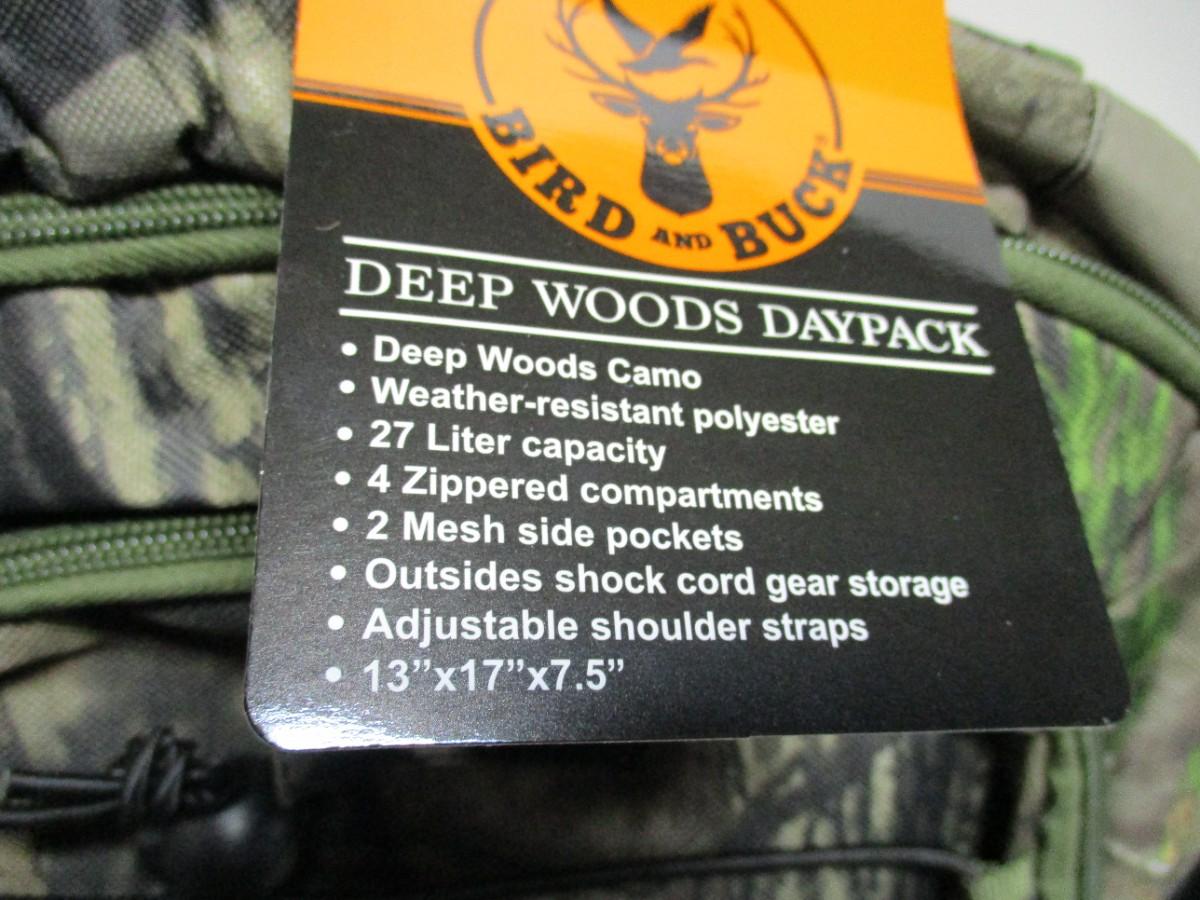 BIRD AND BUCK
DEEP WOODS DAYPACK
• Deep Woods Camo
• Weather-resistant polyester
• 27 Liter capacity
• 4 Zippered compartments
• 2 Mesh side pockets
• Outsides shock cord gear storage
• Adjustable shoulder straps
• 13”x17”x7.5”